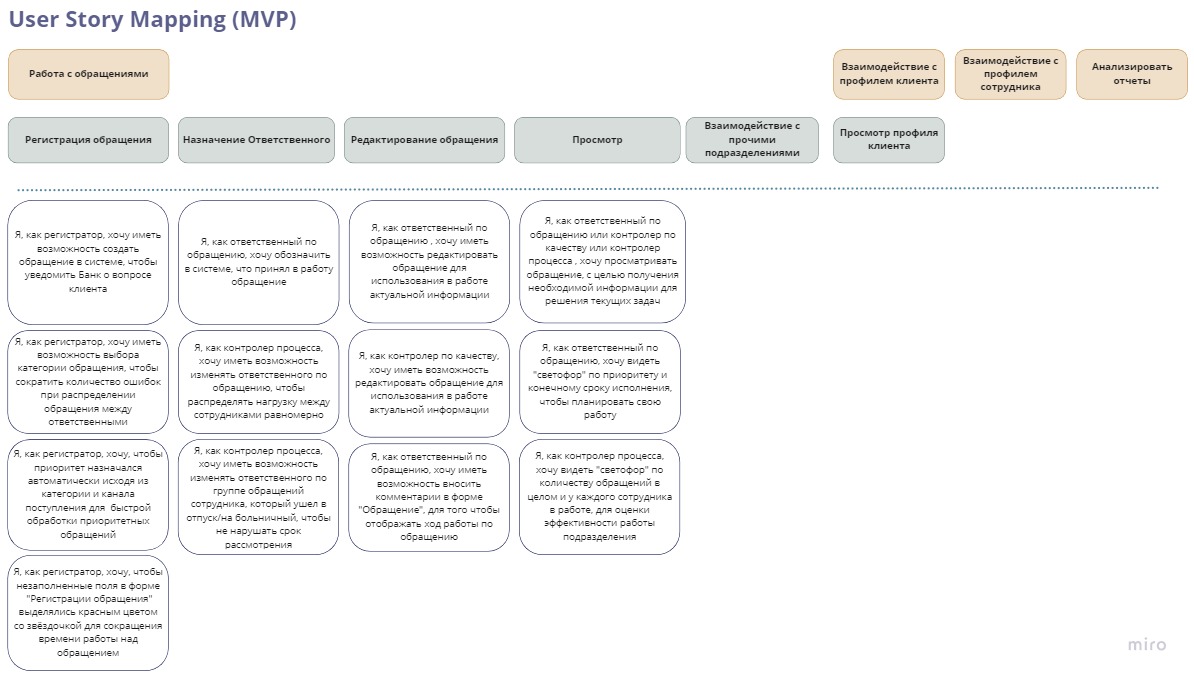 User Story Mapping (MVP)
Работа с обращениями
Взаимодействие с
профилем клиента
Взаимодействие с
профилем
сотрудника
Анализировать
отчеты
Регистрация обращения
Назначение Ответственного
Редактирование обращения
Просмотр
Взаимодействие с
прочими
подразделениями
Просмотр профиля
клиента
Я, как регистратор, хочу иметь
возможность создать
обращение в системе, чтобы
уведомить Банк о вопросе
клиента
Я, как ответственный по
обращению, хочу обозначить
в системе, что принял в работу
обращение
Я, как ответственный по
обращению , хочу иметь
возможность редактировать
обращение для
использования в работе
актуальной информации
Я, как ответственный по
обращению или контролер по
качеству или контролер
процесса , хочу просматривать
обращение, с целью получения
необходимой информации для
решения текущих задач
Я, как регистратор, хочу иметь
возможность выбора
категории обращения, чтобы
сократить количество ошибок
при распределении
обращения между
ответственными
Я, как контролер процесса,
хочу иметь возможность
изменять ответственного по
обращению, чтобы
распределять нагрузку между
сотрудниками равномерно
Я, как контролер по качеству,
хочу иметь возможность
редактировать обращение для
использования в работе
актуальной информации
Я, как ответственный по
обращению, хочу видеть
"светофор" по приоритету и
конечному сроку исполнения,
чтобы планировать свою
работу
Я, как регистратор, хочу, чтобы
приоритет назначался
автоматически исходя из
категории и канала
поступления для  быстрой
обработки приоритетных
обращений
Я, как контролер процесса,
хочу иметь возможность
изменять ответственного по
группе обращений
сотрудника, который ушел в
отпуск/на больничный, чтобы
не нарушать срок
рассмотрения
Я, как ответственный по
обращению, хочу иметь
возможность вносить
комментарии в форме
"Обращение", для того чтобы
отображать ход работы по
обращению
Я, как контролер процесса,
хочу видеть "светофор" по
количеству обращений в
целом и у каждого сотрудника
в работе, для оценки
эффективности работы
подразделения
Я, как регистратор, хочу, чтобы
незаполненные поля в форме
"Регистрации обращения"
выделялись красным цветом
со звёздочкой для сокращения
времени работы над
обращением
miro